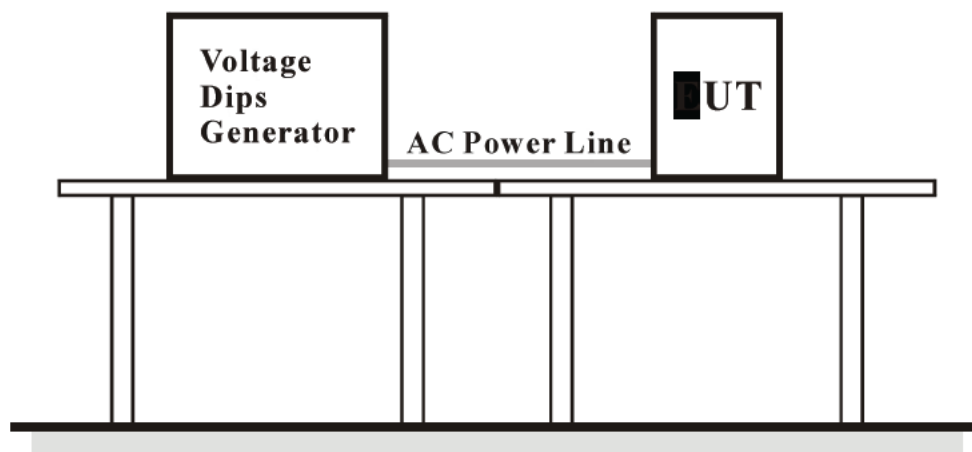 Voltage
Dips
Generator
AC Power Line
EUT